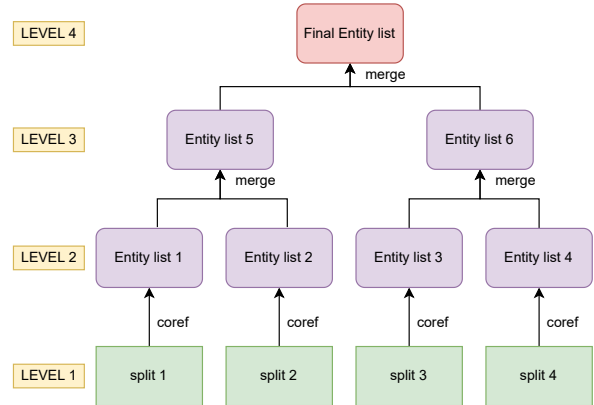 LEVEL 4
Final Entity list
merge
LEVEL 3
Entity list 5
Entity list 6
merge
merge
LEVEL 2
Entity list 1
Entity list 2
Entity list 3
Entity list 4
coref
coref
coref
coref
LEVEL 1
split 1
split 2
split 3
split 4